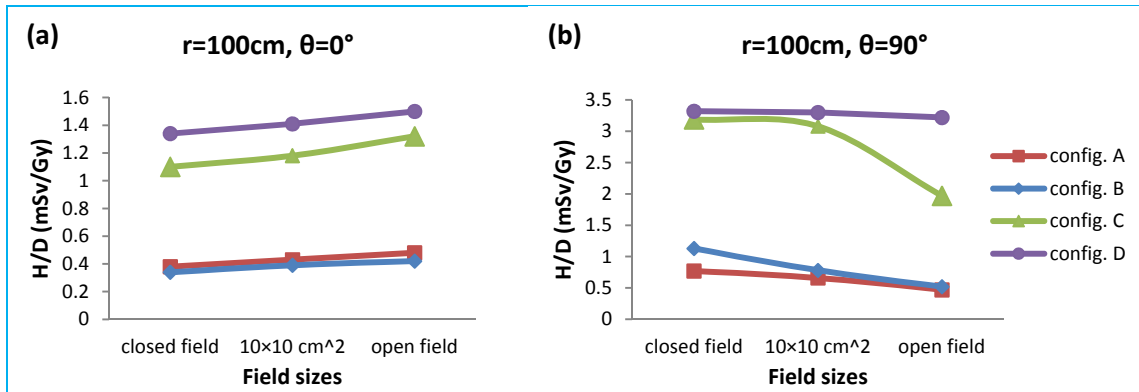 (a)
r=100cm, θ=0°
H/D (mSv/Gy)
1.6
1.4
1.2
1
0.8
0.6
0.4
0.2
0
closed field 10×10 cm^2 open field
Field sizes
(b)
r=100cm, θ=90°
H/D (mSv/Gy)
3.5
3
2.5
2
1.5
1
0.5
0
closed field 10×10 cm^2 open field
Field sizes
config. A
config. B
config. C
config. D